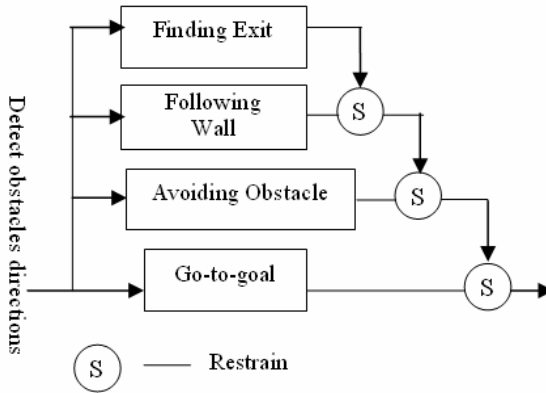 Finding Exit
Following
Wall
S
Avoiding Obstacle
S
Go-to-goal
S
Detect obstacles directions
S
Restrain